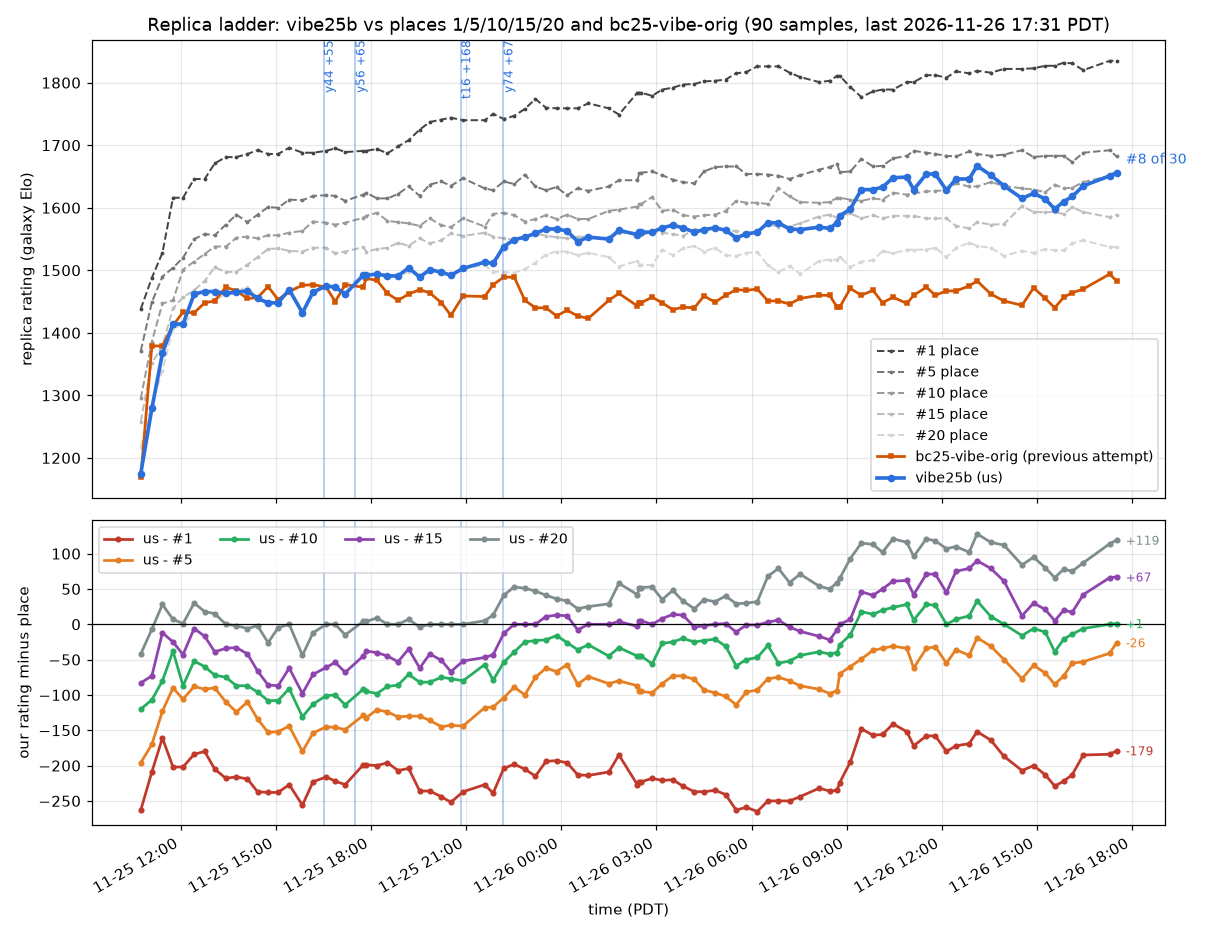 Replica ladder: vibe25b vs places 1/5/10/15/20 and bc25-vibe-orig (90 samples, last 2026-11-26 17:31 PDT)
y44 +55
y56 +65
t16 +168
y74 +67
replica rating (galaxy Elo)
1800
1700
1600
1500
1400
1300
1200
#8 of 30
#1 place
#5 place
#10 place
#15 place
#20 place
bc25-vibe-orig (previous attempt)
vibe25b (us)
our rating minus place
100
50
0
−50
−100
−150
−200
−250
us - #1
us - #5
us - #10
us - #15
us - #20
+119
+67
+1
-26
-179
11-25 12:00
11-25 15:00
11-25 18:00
11-25 21:00
11-26 00:00
11-26 03:00
11-26 06:00
11-26 09:00
11-26 12:00
11-26 15:00
11-26 18:00
time (PDT)